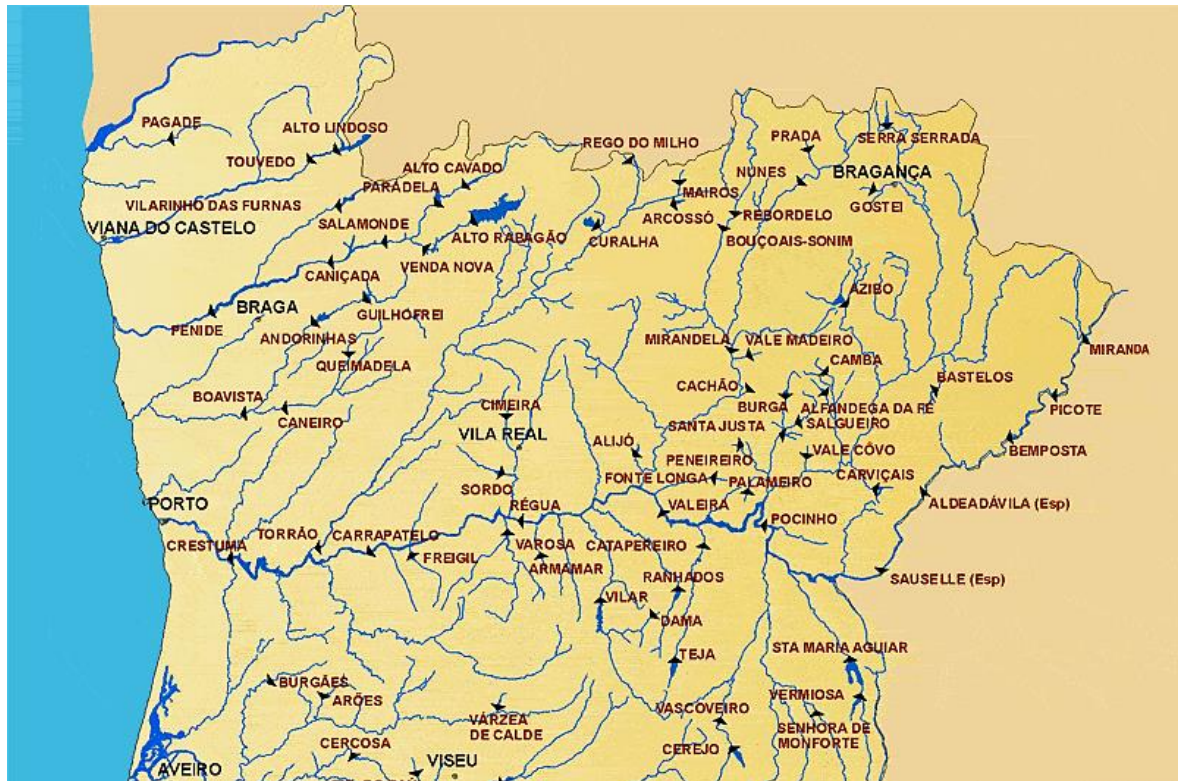 PAGADE
ALTO LINDOSO
TOUVEDO
REGO DO MILHO
PRADA
SERRA SERRADA
ALTO CAVADO
PARADELA
NUNES
BRAGANÇA
MAIROS
GOSTEI
VILARINHO DAS FURNAS
ARCOSSÓ
REBORDELO
VIANA DO CASTELO
SALAMONDE
ALTO RABAGÃO
CURALHA
BOUÇOAIS-SONIM
VENDA NOVA
CANIÇADA
AZIBO
BRAGA
GUILHOFREI
PENIDE
ANDORINHAS
MIRANDELA
VALE MADEIRO
MIRANDA
QUEIMADELA
CAMBA
CACHÃO
BASTELOS
BOAVISTA
CIMEIRA
BURGA
ALFANDEGA DA FÉ
PICOTE
CANEIRO
SANTA JUSTA
SALGUEIRO
VILA REAL
ALIJÓ
BEMPOSTA
PENEIREIRO
VALE CÔVO
SORDO
FONTE LONGA
PALAMEIRO
CARVIÇAIS
PORTO
RÉGUA
VALEIRA
ALDEADÁVILA (Esp)
POCINHO
TORRÃO
CARRAPATELO
VAROSA
CATAPEREIRO
CRESTUMA
FREIGIL
ARMAMAR
RANHADOS
SAUSELLE (Esp)
VILAR
DAMA
TEJA
STA MARIA AGUIAR
BURGÃES
ARÕES
VERMIOSA
VASCOVEIRO
VÁRZEA
DE CALDE
SENHORA DE
MONFORTE
CERCOSA
CEREJO
VISEU
AVEIRO